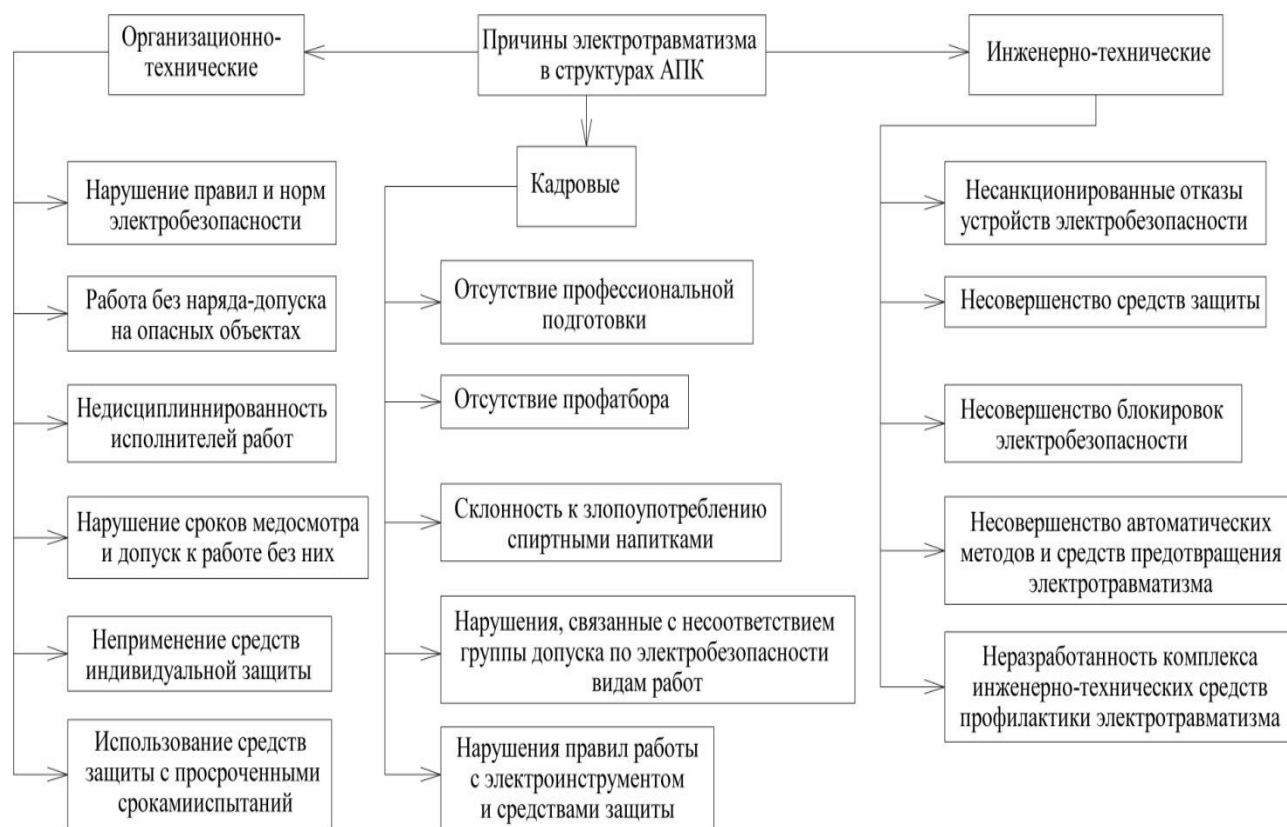 Причины электротравматизма
в структурах АПК
Организационно-
технические
Нарушение правил и норм
электробезопасности
Работа без наряда-допуска
на опасных объектах
Недисциплиннированность
исполнителей работ
Нарушение сроков медосмотра
и допуск к работе без них
Неприменение средств
индивидуальной защиты
Использование средств
защиты с просроченными
срокамииспытаний
Кадровые
Отсутствие профессиональной
подготовки
Отсутствие профатбора
Склонность к злопоупотреблению
спиртными напитками
Нарушения, связанные с несоответствием
группы допуска по электробезопасности
видам работ
Нарушения правил работы
с электроинструментом
и средствами защиты
Инженерно-технические
Несанкционированные отказы
устройств электробезопасности
Несовершенство средств защиты
Несовершенство блокировок
электробезопасности
Несовершенство автоматических
методов и средств предотвращения
электротравматизма
Неразработанность комплекса
инженерно-технических средств
профилактики электротравматизма